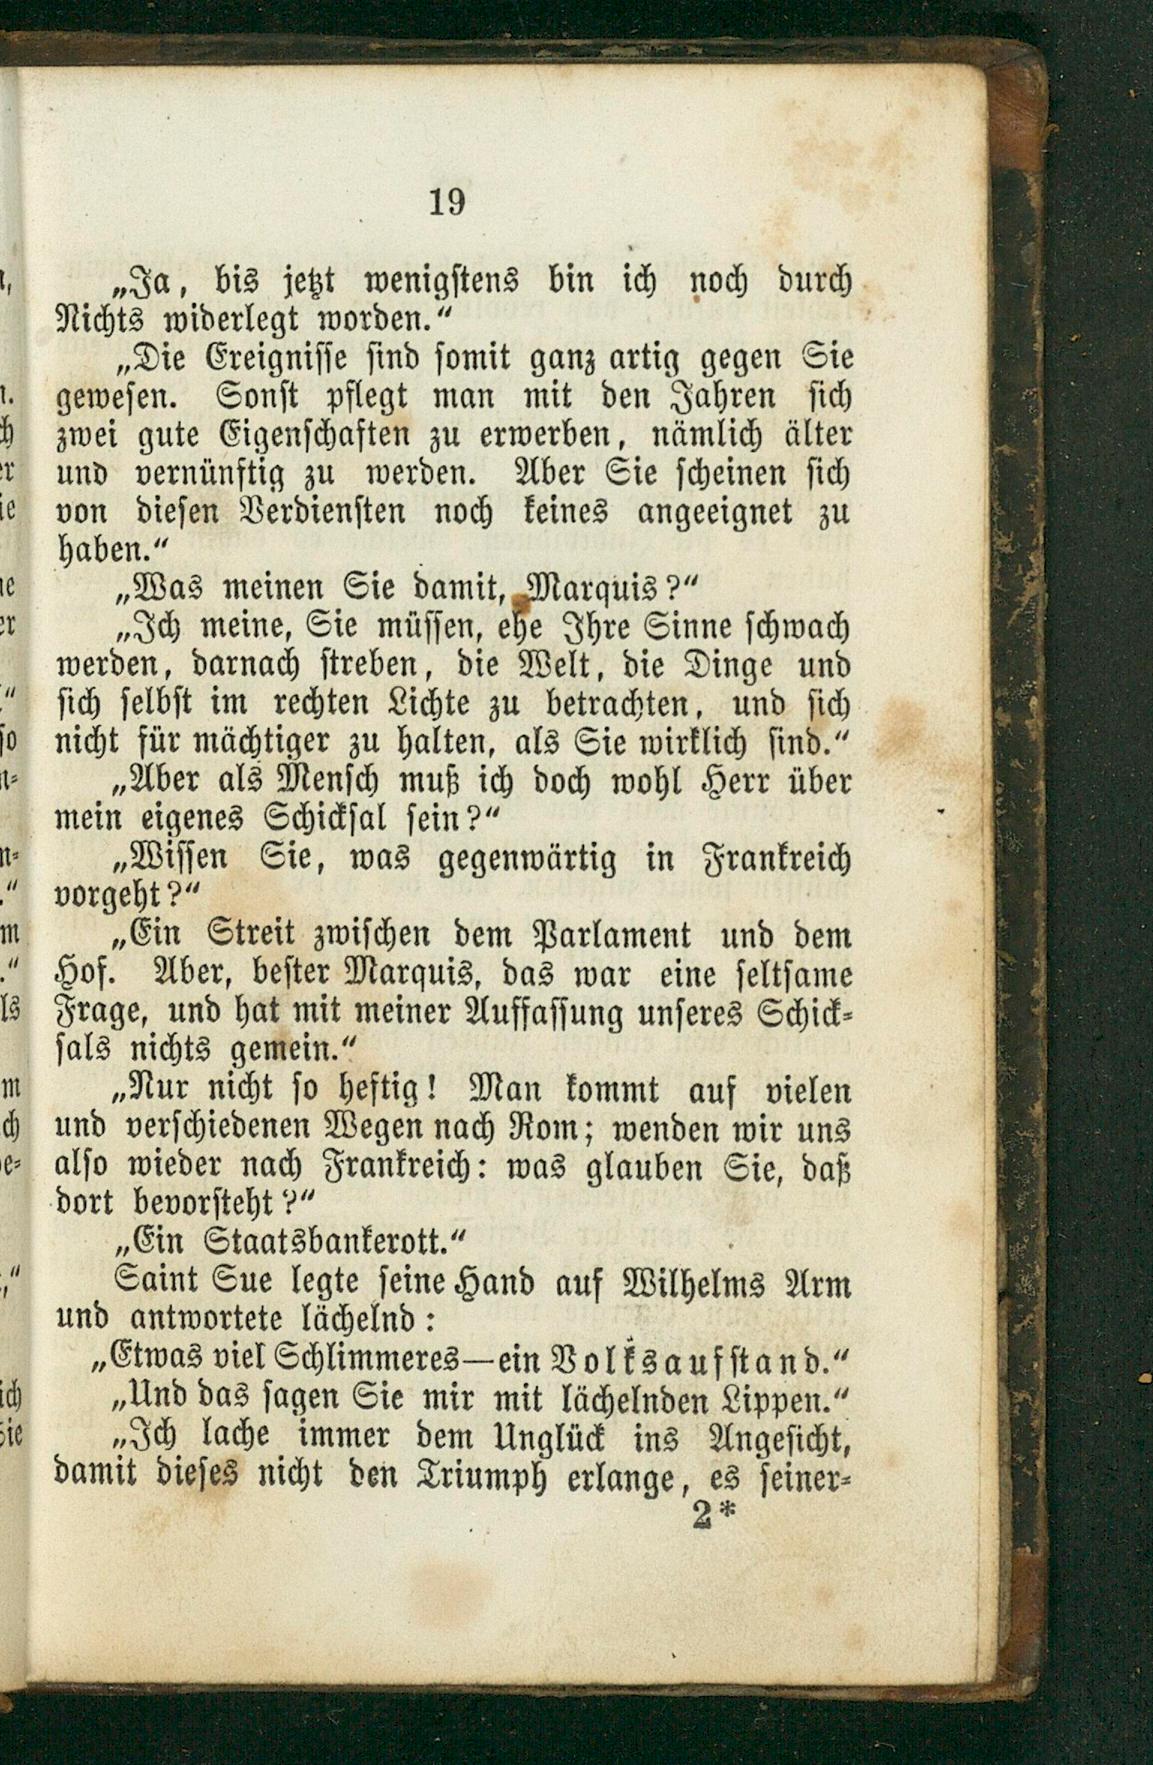 19
„Ja, bis jetzt wenigstens bin ich noch durch
Nichts widerlegt worden.“
„Die Ereignisse sind somit ganz artig gegen Sie
gewesen. Sonst pflegt man mit den Jahren sich
zwei gute Eigenschaften zu erwerben, nämlich älter
und vernünftig zu werden. Aber Sie scheinen sich
von diesen Verdiensten noch keines angeeignet zu
haben.“
„Was meinen Sie damit, Marquis?“
„Ich meine, Sie müssen, ehe Ihre Sinne schwach
werden, darnach streben, die Welt, die Dinge und
sich selbst im rechten Lichte zu betrachten, und sich
nicht für mächtiger zu halten, als Sie wirklich sind.“
„Aber als Mensch muß ich doch wohl Herr über
mein eigenes Schicksal sein?“
„Wissen Sie, was gegenwärtig in Frankreich
vorgeht?“
„Ein Streit zwischen dem Parlament und dem
Hof. Aber, bester Marquis, das war eine seltsame
Frage, und hat mit meiner Auffassung unseres Schick-
sals nichts gemein.“
„Nur nicht so heftig! Man kommt auf vielen
und verschiedenen Wegen nach Rom; wenden wir uns
also wieder nach Frankreich: was glauben Sie, daß
dort bevorsteht?“
„Ein Staatsbankerott.“
Saint Sue legte seine Hand auf Wilhelms Arm
und antwortete lächelnd:
„Etwas viel Schlimmeres—ein Volksaufstand.“
„Und das sagen Sie mir mit lächelnden Lippen.“
„Ich lache immer dem Unglück ins Angesicht,
damit dieses nicht den Triumph erlange, es seiner-
2*